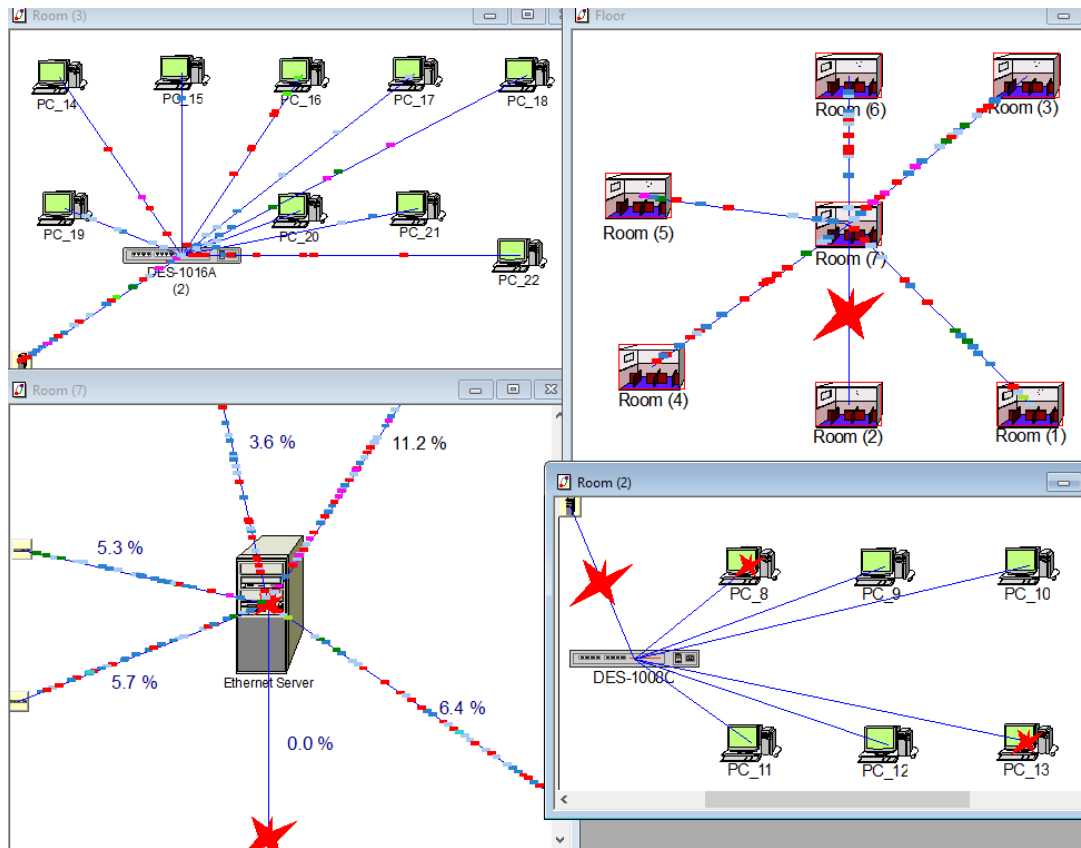 Room (3)
PC_14
PC_15
PC_16
PC_17
PC_18
PC_19
PC_20
PC_21
DES-1016A
(2)
PC_22
Floor
Room (6)
Room (3)
Room (5)
Room (7)
Room (4)
Room (2)
Room (1)
Room (7)
3.6 %
11.2 %
5.3 %
5.7 %
Ethernet Server
6.4 %
0.0 %
Room (2)
PC_8
PC_9
PC_10
DES-1008C
PC_11
PC_12
PC_13